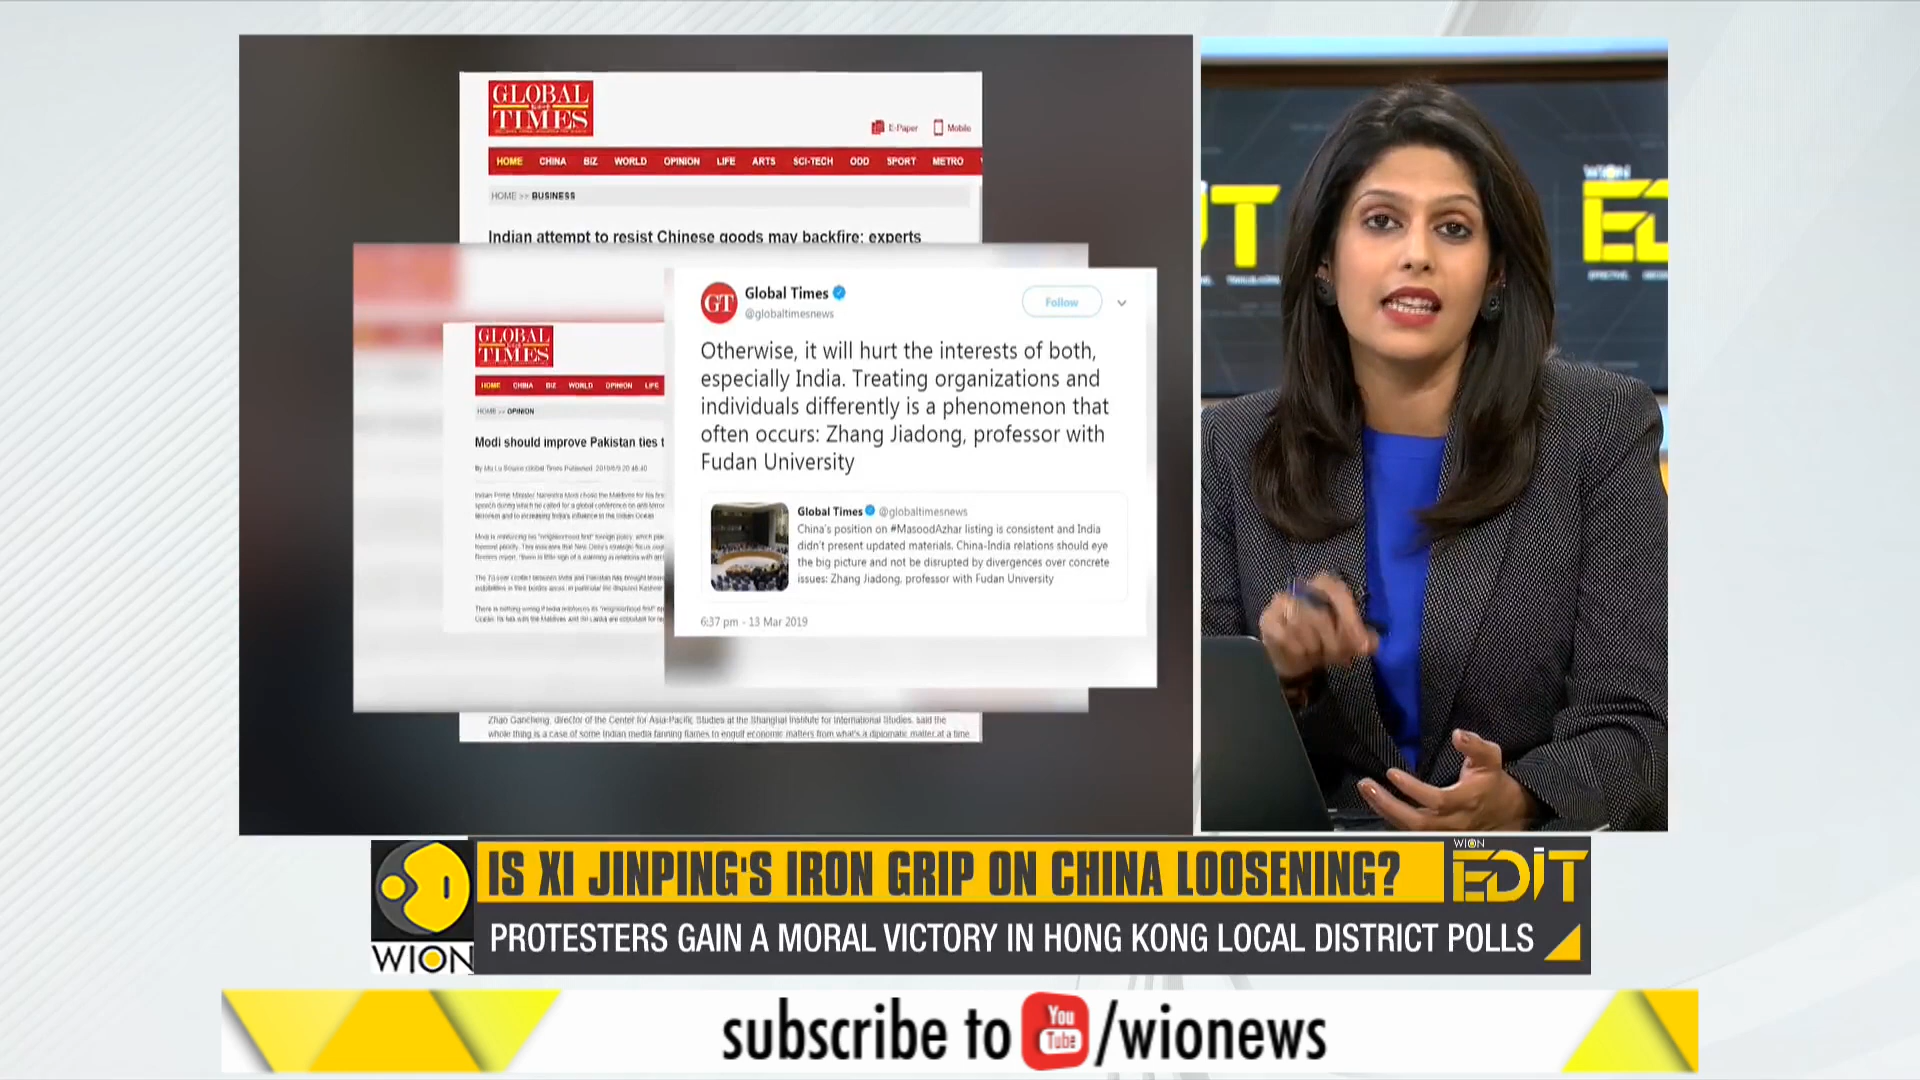 GLOBAL
TIMES
E-Paper Mobile
HOME CHINA BIZ WORLD OPINION LIFE ARTS SCI-TECH ODD SPORT METRO
HOME >> BUSINESS
Indian attempt to resist Chinese goods may backfire: experts
GLOBAL
TIMES
HOME CHINA BIZ WORLD OPINION LIFE
HOME >> OPINION
Modi should improve Pakistan ties t
GT
Global Times
@globaltimesnews
Follow
Otherwise, it will hurt the interests of both,
especially India. Treating organizations and
individuals differently is a phenomenon that
often occurs: Zhang Jiadong, professor with
Fudan University
Global Times @globaltimesnews
China's position on #MasoodAzhar listing is consistent and India
didn't present updated materials. China-India relations should eye
the big picture and not be disrupted by divergences over concrete
issues: Zhang Jiadong, professor with Fudan University
6:37 pm - 13 Mar 2019
Zhao Gancheng, director of the Center for Asia-Pacific Studies at the Shanghai Institute for International Studies, said the
whole thing is a case of some Indian media fanning flames to engulf economic matters from what's a diplomatic matter at a time
IT
WION
ED
IS XI JINPING'S IRON GRIP ON CHINA LOOSENING?
WION
EDIT
PROTESTERS GAIN A MORAL VICTORY IN HONG KONG LOCAL DISTRICT POLLS
WION
subscribe to You Tube /wionews